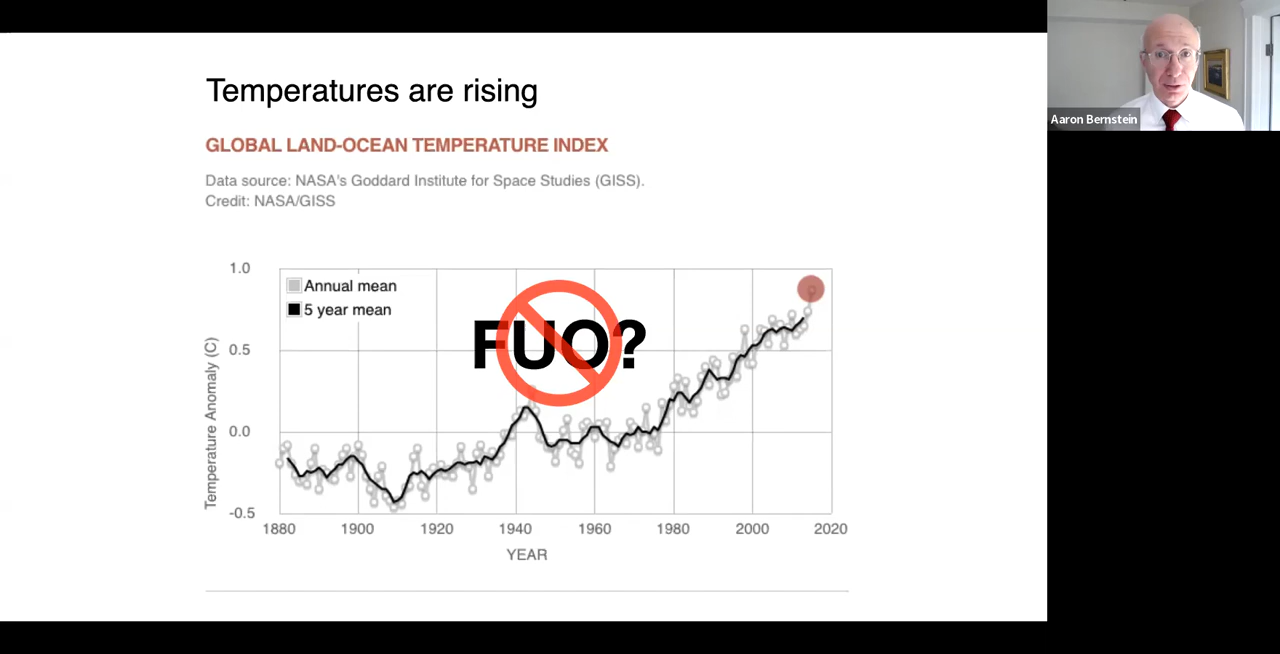 Temperatures are rising
GLOBAL LAND-OCEAN TEMPERATURE INDEX
Data source: NASA's Goddard Institute for Space Studies (GISS).
Credit: NASA/GISS
Aaron Bernstein
1.0
0.5
0.0
-0.5
Temperature Anomaly (C)
Annual mean
5 year mean
FUO?
1880 1900 1920 1940 1960 1980 2000 2020
YEAR